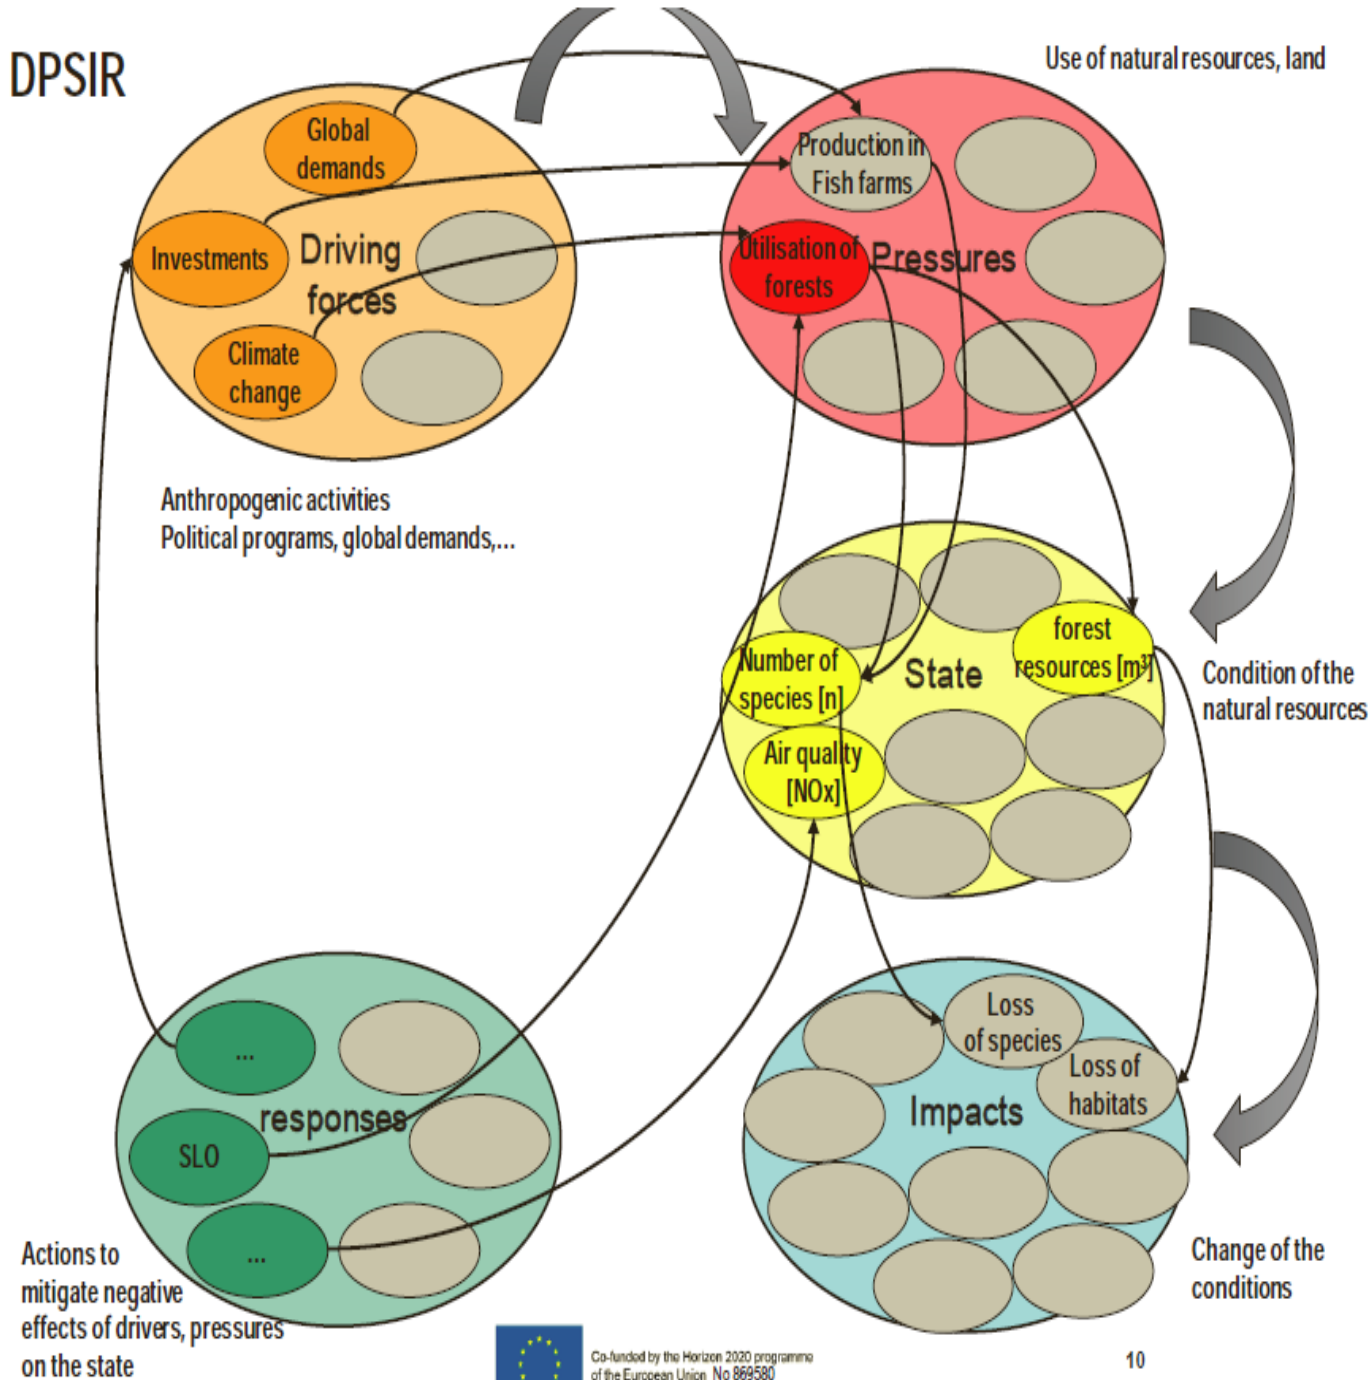 DPSIR
Use of natural resources, land
Global
demands
Investments
Driving
forces
Climate
change
Production in
Fish farms
Utilisation of
forests
Pressures
Anthropogenic activities
Political programs, global demands,...
Number of
species [n]
Air quality
[NOx]
State
forest
resources [m³]
Condition of the
natural resources
...
responses
SLO
...
Loss
of species
Loss of
habitats
Impacts
Actions to
mitigate negative
effects of drivers, pressures
on the state
Change of the
conditions
Co-funded by the Horizon 2020 programme
of the European Union No 869580
10